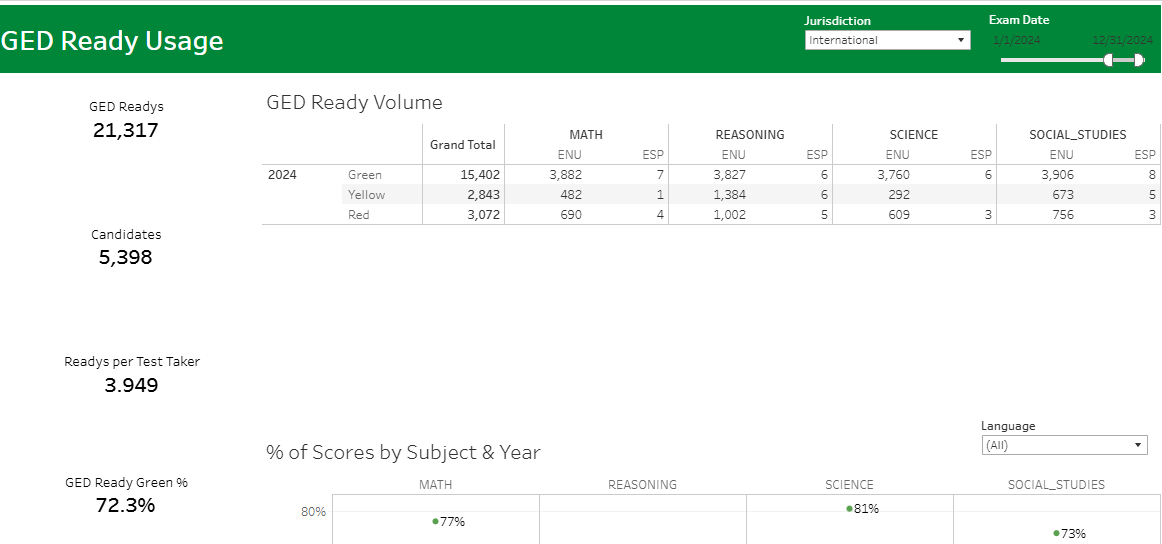 GED Ready Usage
Jurisdiction
International
Exam Date
1/1/2024 12/31/2024
GED Readys
21,317
Candidates
5,398
Readys per Test Taker
3.949
GED Ready Green %
72.3%
GED Ready Volume
Grand Total MATH REASONING SCIENCE SOCIAL_STUDIES
ENU ESP ENU ESP ENU ESP ENU ESP
2024 Green 15,402 3,882 7 3,827 6 3,760 6 3,906 8
Yellow 2,843 482 1 1,384 6 292 673 5
Red 3,072 690 4 1,002 5 609 3 756 3
Language
(All)
% of Scores by Subject & Year
MATH REASONING SCIENCE SOCIAL_STUDIES
80%
77% 81% 73%